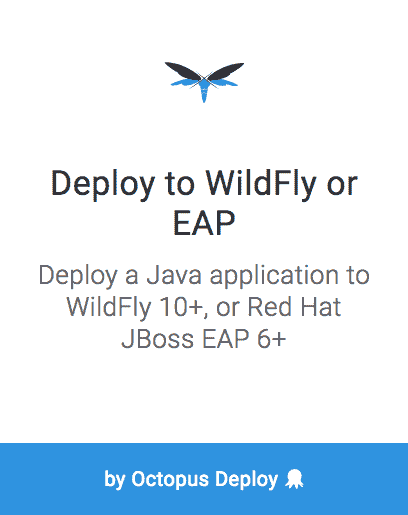 Deploy to WildFly or
EAP
Deploy a Java application to
WildFly 10+, or Red Hat
JBoss EAP 6+
by Octopus Deploy